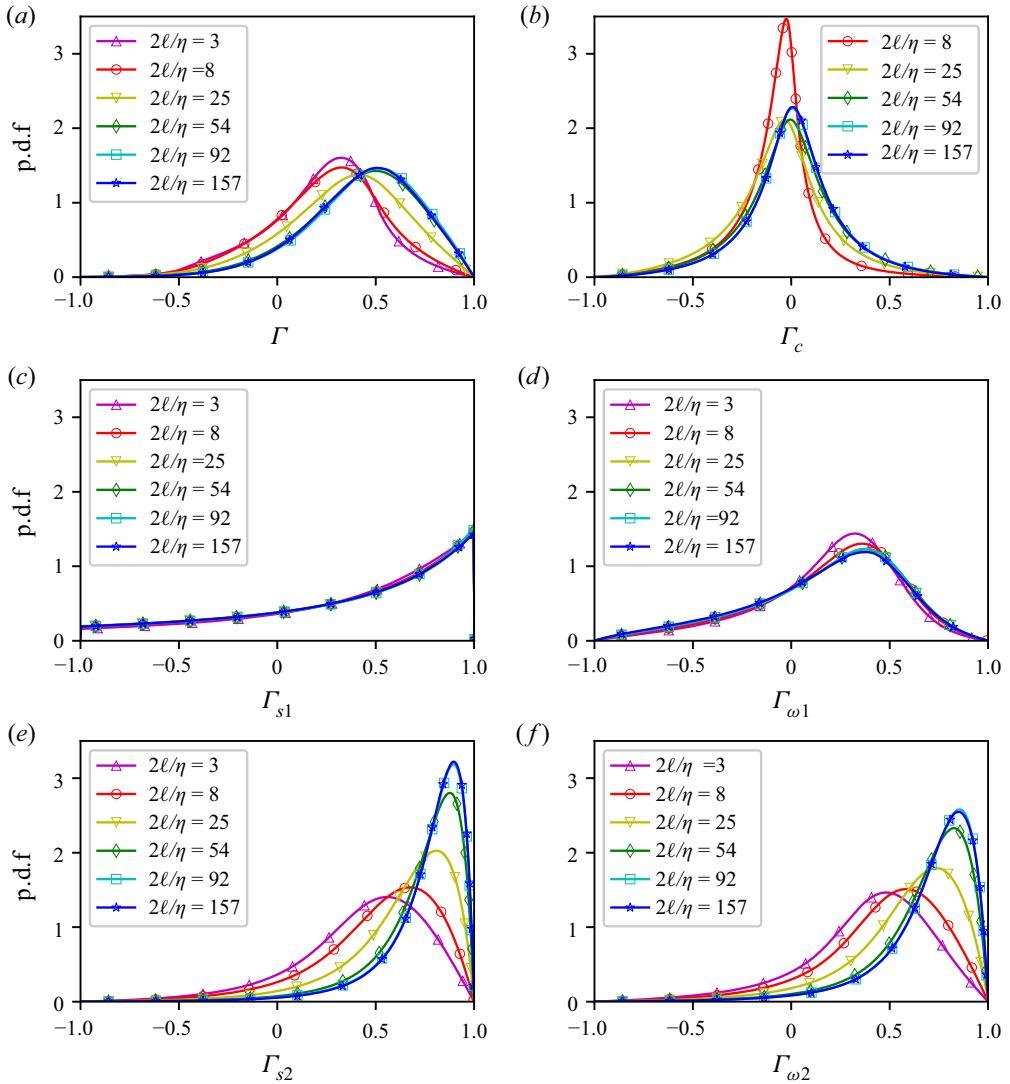 (a)
p.d.f
3
2
1
0
2ℓ/η = 3
2ℓ/η =8
2ℓ/η = 25
2ℓ/η = 54
2ℓ/η = 92
2ℓ/η = 157
−1.0 −0.5 0 0.5 1.0
Γ
(b)
3
2
1
0
2ℓ/η = 8
2ℓ/η = 25
2ℓ/η = 54
2ℓ/η = 92
2ℓ/η = 157
−1.0 −0.5 0 0.5 1.0
Γc
(c)
p.d.f
3
2
1
0
2ℓ/η = 3
2ℓ/η = 8
2ℓ/η =25
2ℓ/η = 54
2ℓ/η = 92
2ℓ/η = 157
−1.0 −0.5 0 0.5 1.0
Γs1
(d)
3
2
1
0
2ℓ/η = 3
2ℓ/η = 8
2ℓ/η = 25
2ℓ/η = 54
2ℓ/η =92
2ℓ/η = 157
−1.0 −0.5 0 0.5 1.0
Γω1
(e)
p.d.f
3
2
1
0
2ℓ/η = 3
2ℓ/η = 8
2ℓ/η = 25
2ℓ/η = 54
2ℓ/η = 92
2ℓ/η = 157
−1.0 −0.5 0 0.5 1.0
Γs2
(f)
3
2
1
0
2ℓ/η =3
2ℓ/η = 8
2ℓ/η = 25
2ℓ/η = 54
2ℓ/η = 92
2ℓ/η = 157
−1.0 −0.5 0 0.5 1.0
Γω2